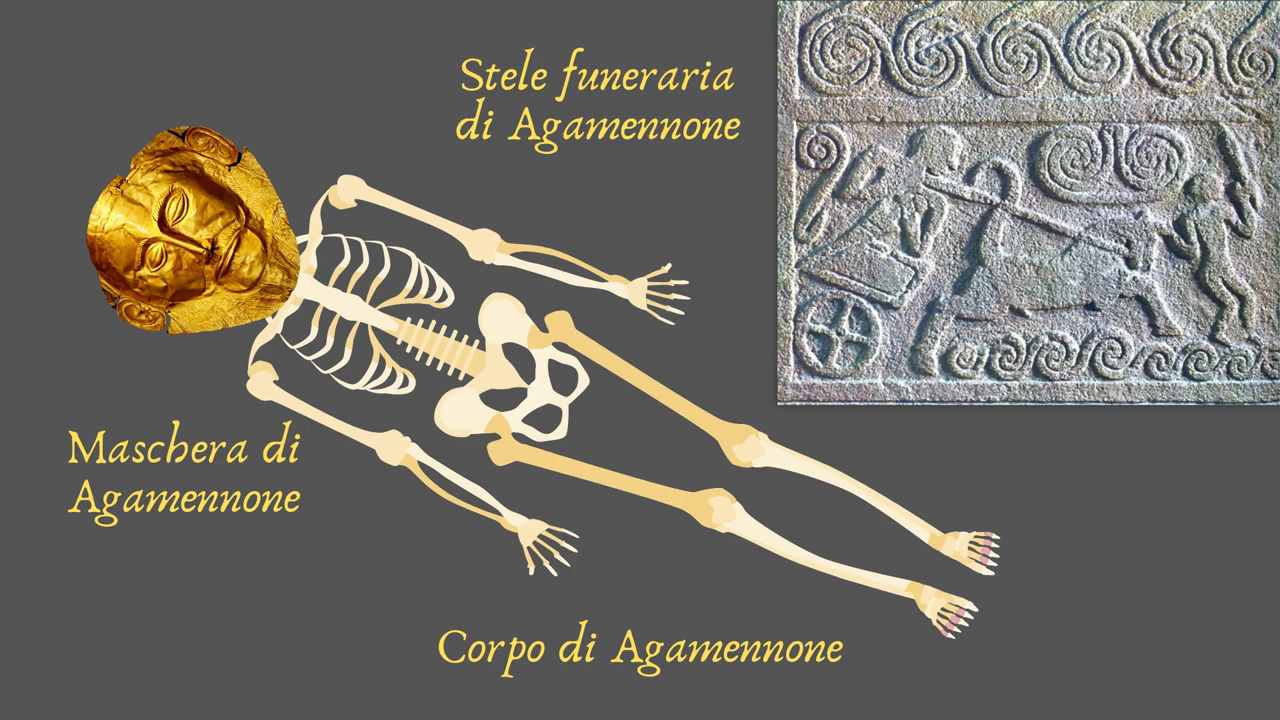 Stele funeraria
di Agamennone
Maschera di
Agamennone
Corpo di Agamennone